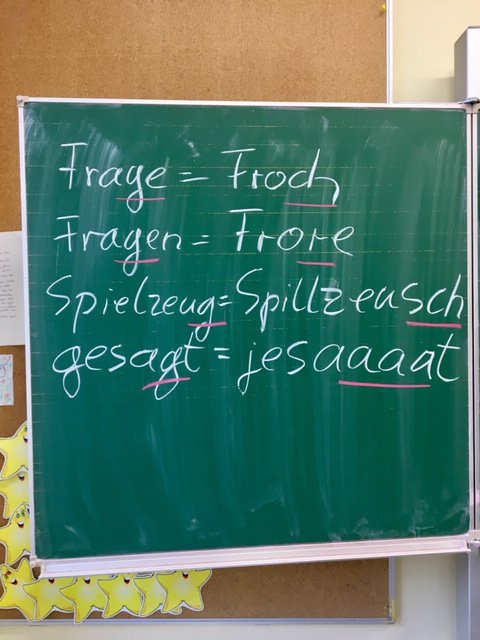 Frage = Froch
Fragen = Frore
Spielzeug = Spillzeusch
gesagt = jesaaaat